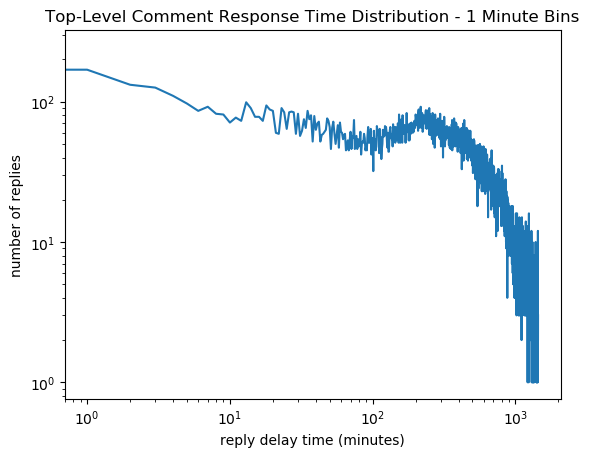 Top-Level Comment Response Time Distribution - 1 Minute Bins
number of replies
10²
10¹
10⁰
10⁰ 10¹ 10² 10³
reply delay time (minutes)